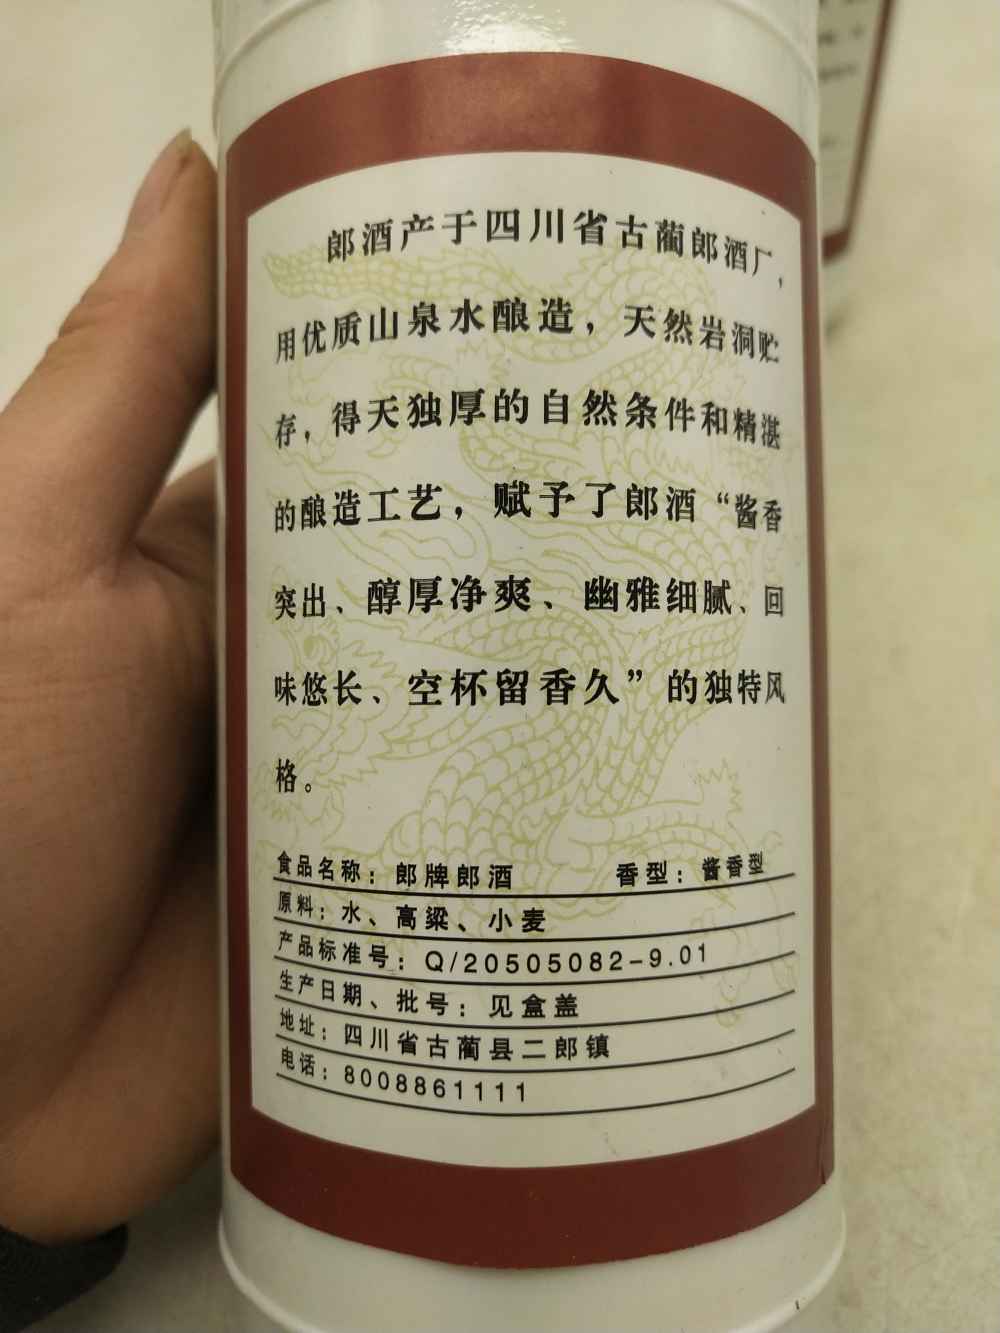 郎酒产于四川省古蔺郎酒厂，
用优质山泉水酿造，天然岩洞贮
存，得天独厚的自然条件和精湛
的酿造工艺，赋予了郎酒“酱香
突出、醇厚净爽、幽雅细腻、回
味悠长、空杯留香久”的独特风
格。
食品名称：郎牌郎酒 香型：酱香型
原料：水、高粱、小麦
产品标准号：Q/20505082-9.01
生产日期、批号：见盒盖
地址：四川省古蔺县二郎镇
电话：8008861111